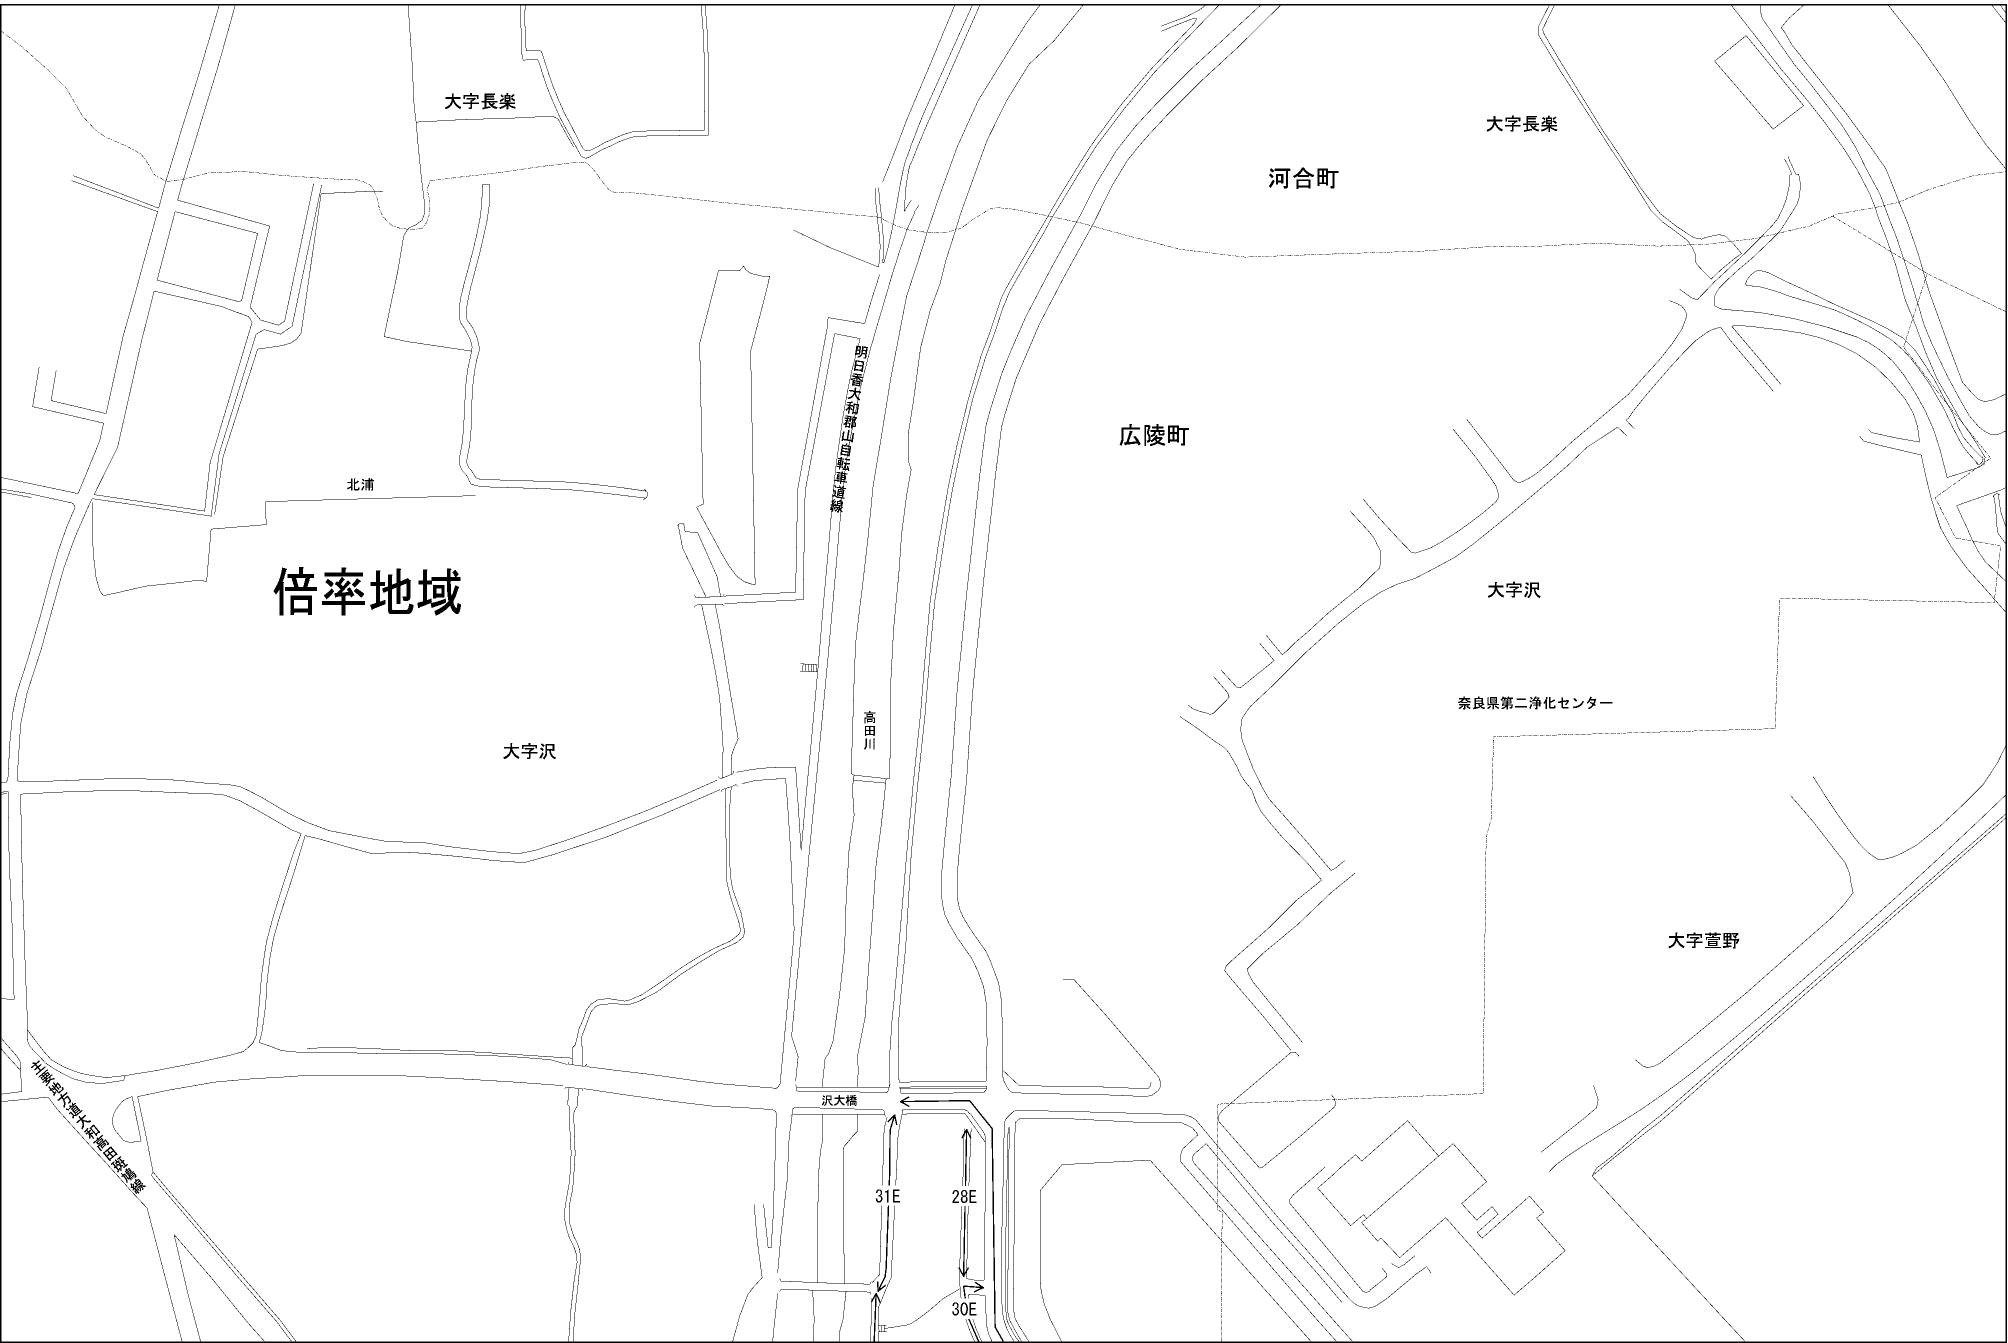 大字長楽
大字長楽
河合町
明日香大和郡山自転車道線
広陵町
北浦
倍率地域
大字沢
奈良県第二浄化センター
高田川
大字沢
大字萱野
主要地方道大和高田斑鳩線
沢大橋
31E
28E
30E